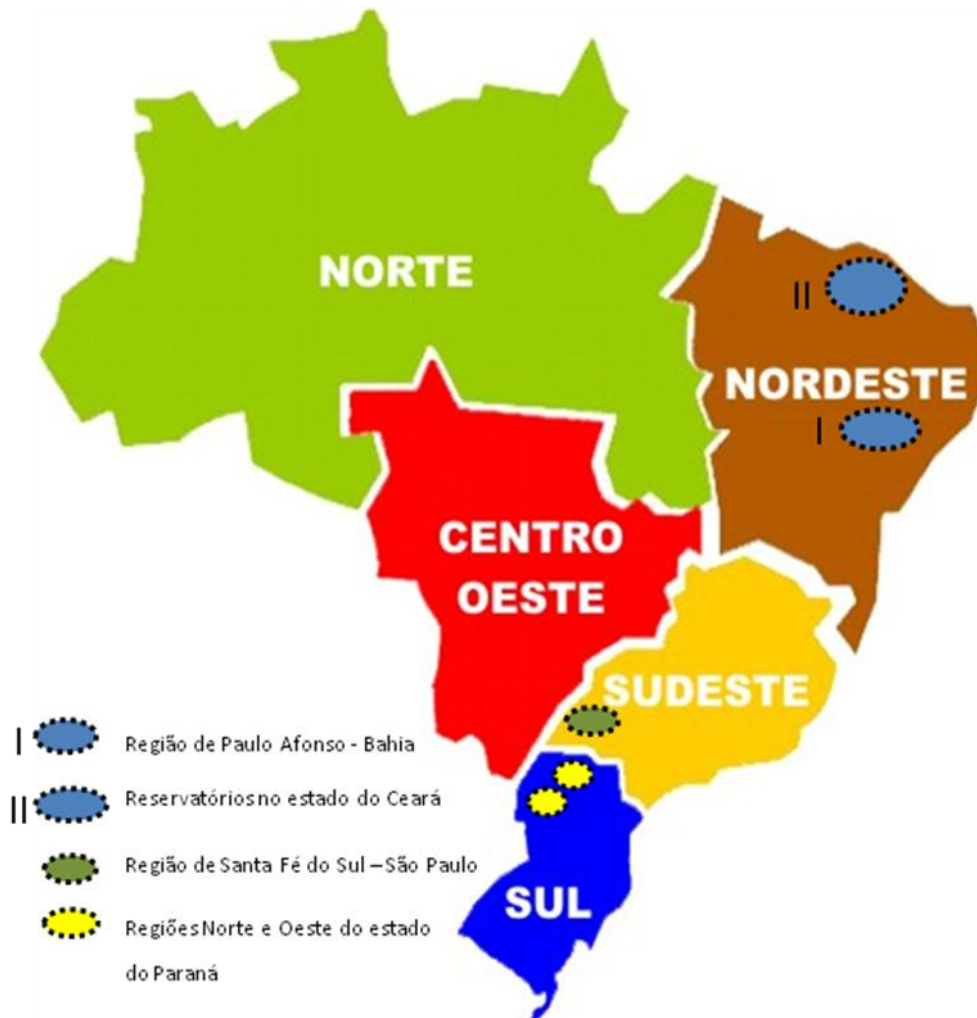 NORTE
II
NORDESTE
I
CENTRO
OESTE
SUDESTE
I
Região de Paulo Afonso - Bahia
II
Reservatórios no estado do Ceará
Região de Santa Fé do Sul – São Paulo
SUL
Regiões Norte e Oeste do estado
do Paraná